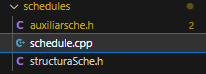 schedules
auxiliarsche.h 2
schedule.cpp
structuraSche.h